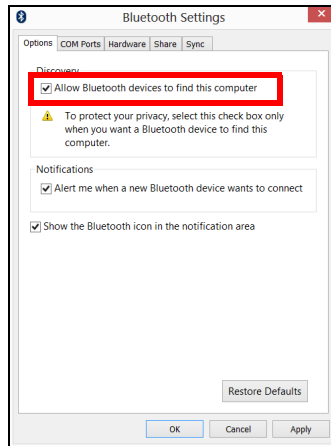 Bluetooth Settings
Options COM Ports Hardware Share Sync
Discovery
Allow Bluetooth devices to find this computer
To protect your privacy, select this check box only
when you want a Bluetooth device to find this
computer.
Notifications
Alert me when a new Bluetooth device wants to connect
Show the Bluetooth icon in the notification area
Restore Defaults
OK Cancel Apply